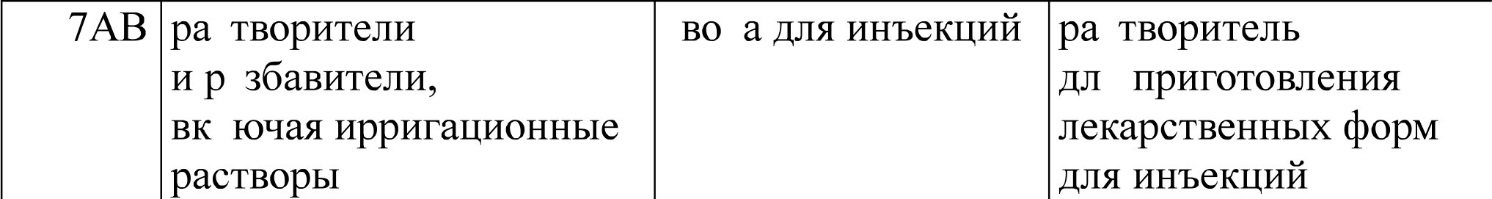 7АВ
ра творители
и р збавители,
вк ючая ирригационные
растворы
во а для инъекций
ра творитель
дл приготовления
лекарственных форм
для инъекций